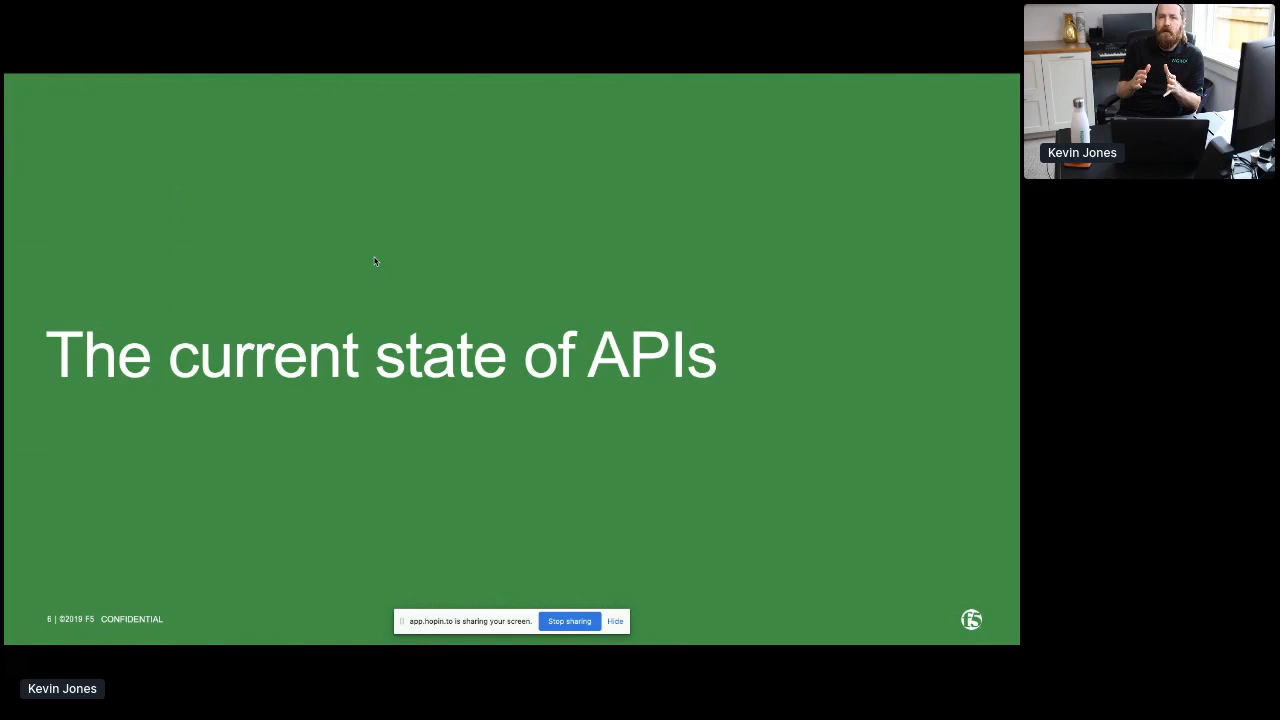 Kevin Jones
The current state of APIs
6 | ©2019 F5 CONFIDENTIAL
app.hopin.to is sharing your screen. Stop sharing Hide
f5
Kevin Jones